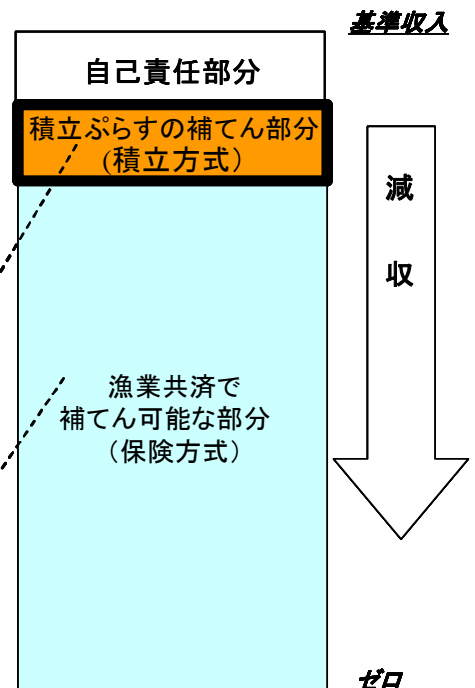 基準収入
自己責任部分
積立ぷらすの補てん部分
(積立方式）
減
収
漁業共済で
補てん可能な部分
（保険方式）
ゼロ